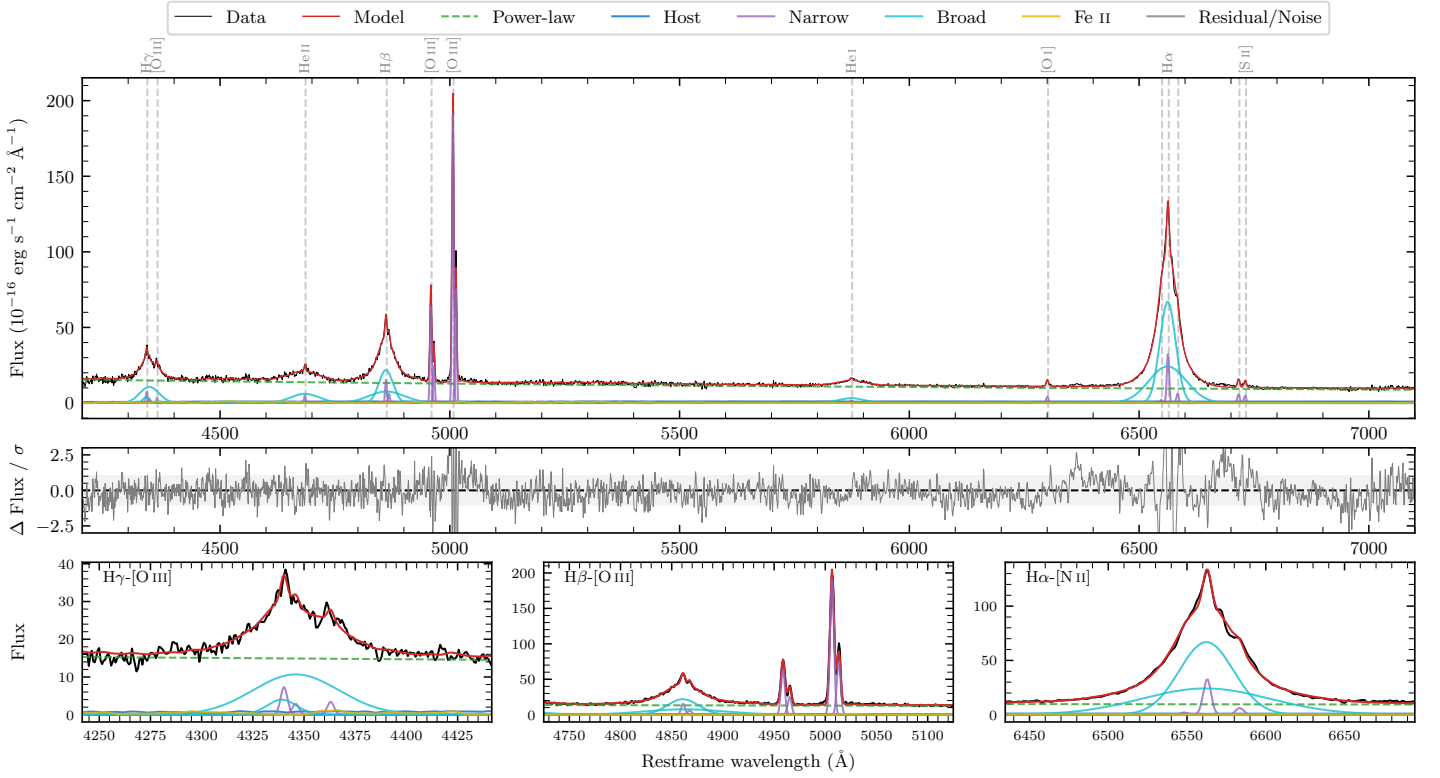 Data Model Power-law Host Narrow Broad Fe II Residual/Noise
Hγ [O III] He II Hβ [O III] [O III] He I [O I] Hα [S II]
Flux (10⁻¹⁶ erg s⁻¹ cm⁻² Å⁻¹)
200
150
100
50
0
4500 5000 5500 6000 6500 7000
Δ Flux / σ
2.5
0.0
−2.5
4500 5000 5500 6000 6500 7000
Flux
Hγ-[O III]
40
30
20
10
0
4250 4275 4300 4325 4350 4375 4400 4425
Hβ-[O III]
200
150
100
50
0
4750 4800 4850 4900 4950 5000 5050 5100
Hα-[N II]
100
50
0
6450 6500 6550 6600 6650
Restframe wavelength (Å)